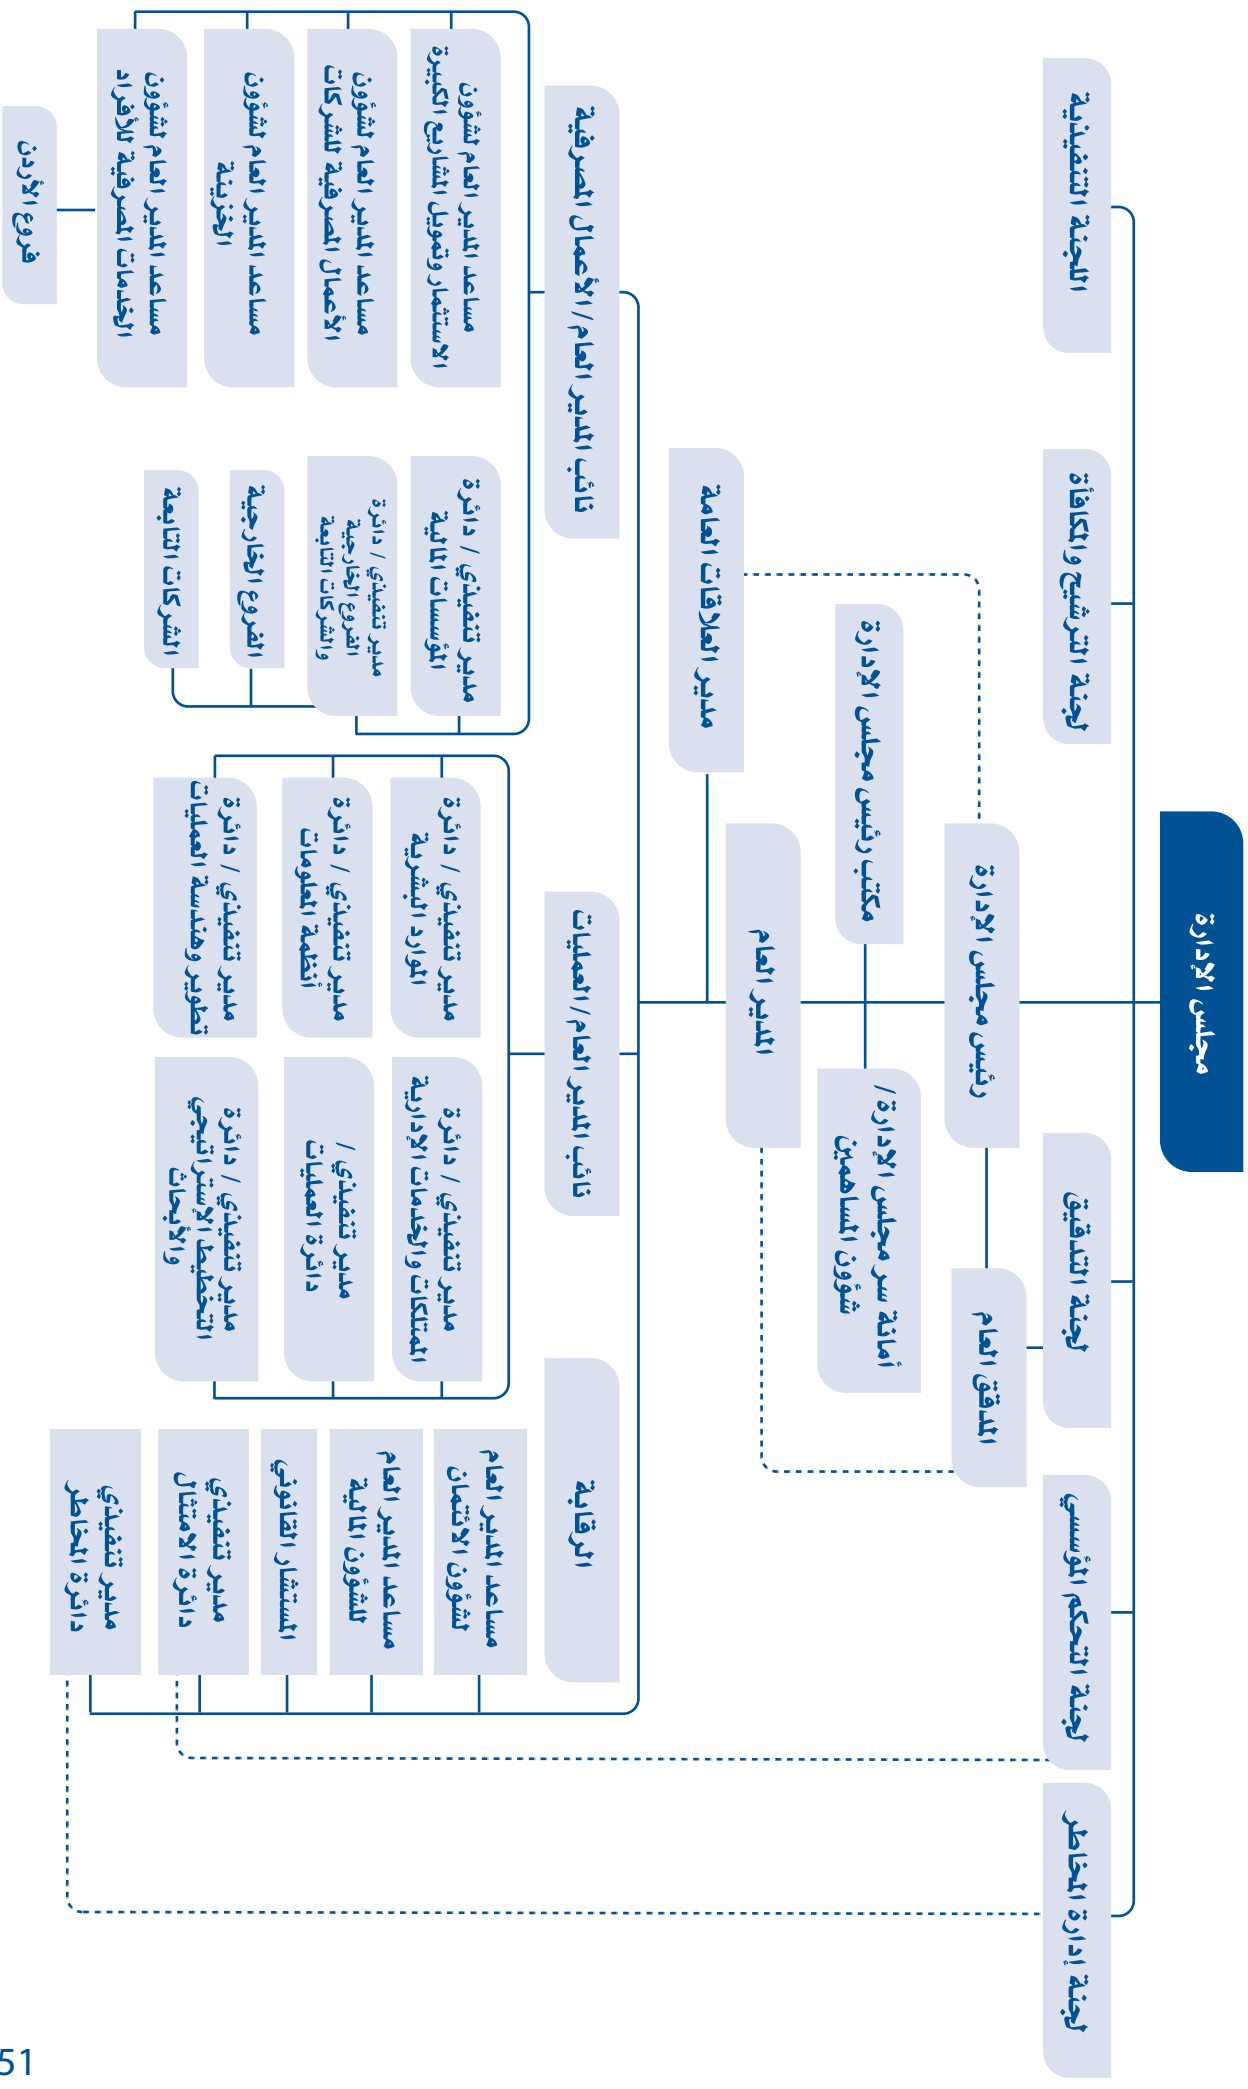 مجلس الإدارة
اللجنة التنفيذية
لجنة الترشيح والمكافأة
لجنة التدقيق
لجنة التحكم المؤسسي
لجنة إدارة المخاطر
رئيس مجلس الإدارة
المدقق العام
مكتب رئيس مجلس الإدارة
أمانة سر مجلس الإدارة/
شؤون المساهمين
المدير العام
مدير العلاقات العامة
نائب المدير العام/ الأعمال المصرفية
نائب المدير العام/ العمليات
الرقابة
مساعد المدير العام لشؤون
الاستثمار وتمويل المشاريع الكبيرة
مساعد المدير العام لشؤون
الأعمال المصرفية للشركات
مساعد المدير العام لشؤون
الخزينة
مساعد المدير العام لشؤون
الخدمات المصرفية للأفراد
فروع الأردن
مدير تنفيذي / دائرة
المؤسسات المالية
مدير تنفيذي / دائرة
الفروع الخارجية
والشركات التابعة
الفروع الخارجية
الشركات التابعة
مدير تنفيذي / دائرة
الموارد البشرية
مدير تنفيذي / دائرة
أنظمة المعلومات
مدير تنفيذي / دائرة
تطوير وهندسة العمليات
مدير تنفيذي / دائرة
الممتلكات والخدمات الإدارية
مدير تنفيذي /
دائرة العمليات
مدير تنفيذي / دائرة
التخطيط الإستراتيجي
والأبحاث
مساعد المدير العام
لشؤون الائتمان
مساعد المدير العام
للشؤون المالية
المستشار القانوني
مدير تنفيذي
دائرة الامتثال
مدير تنفيذي
دائرة المخاطر
51